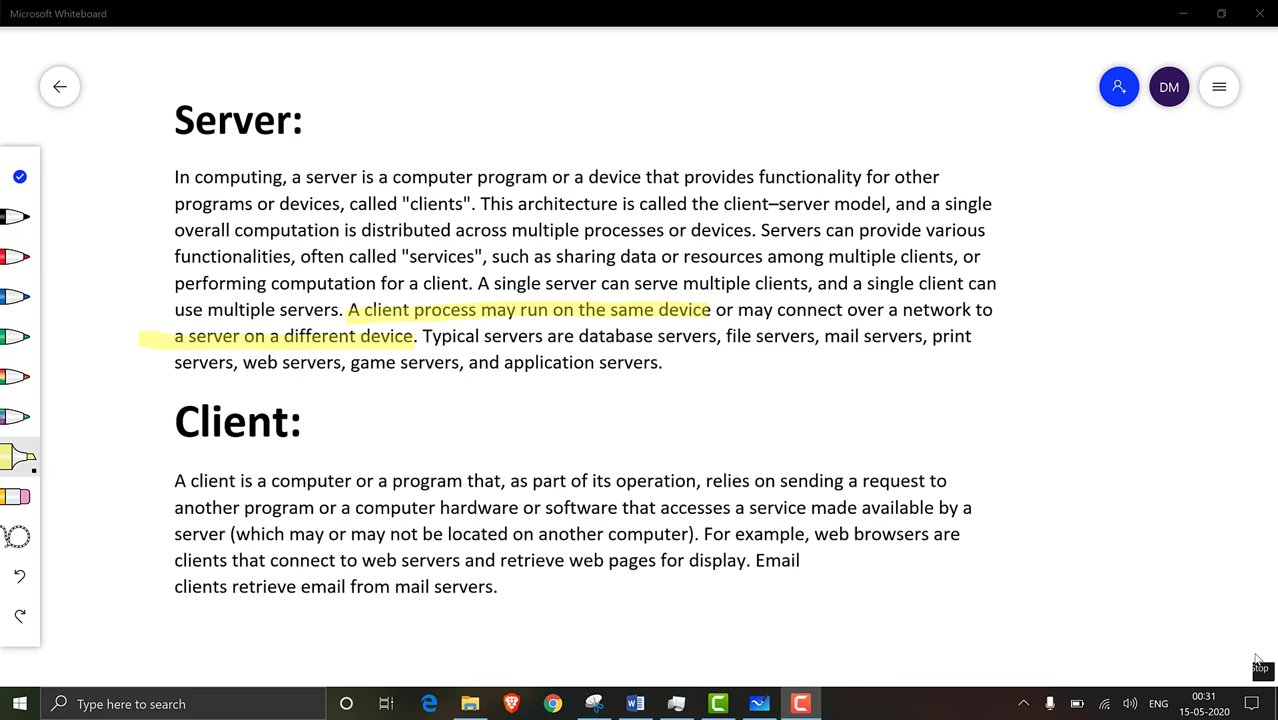 Microsoft Whiteboard
DM
Server:
In computing, a server is a computer program or a device that provides functionality for other
programs or devices, called "clients". This architecture is called the client–server model, and a single
overall computation is distributed across multiple processes or devices. Servers can provide various
functionalities, often called "services", such as sharing data or resources among multiple clients, or
performing computation for a client. A single server can serve multiple clients, and a single client can
use multiple servers. A client process may run on the same device or may connect over a network to
a server on a different device. Typical servers are database servers, file servers, mail servers, print
servers, web servers, game servers, and application servers.
Client:
A client is a computer or a program that, as part of its operation, relies on sending a request to
another program or a computer hardware or software that accesses a service made available by a
server (which may or may not be located on another computer). For example, web browsers are
clients that connect to web servers and retrieve web pages for display. Email
clients retrieve email from mail servers.
Stop
Type here to search
ENG
00:31
15-05-2020